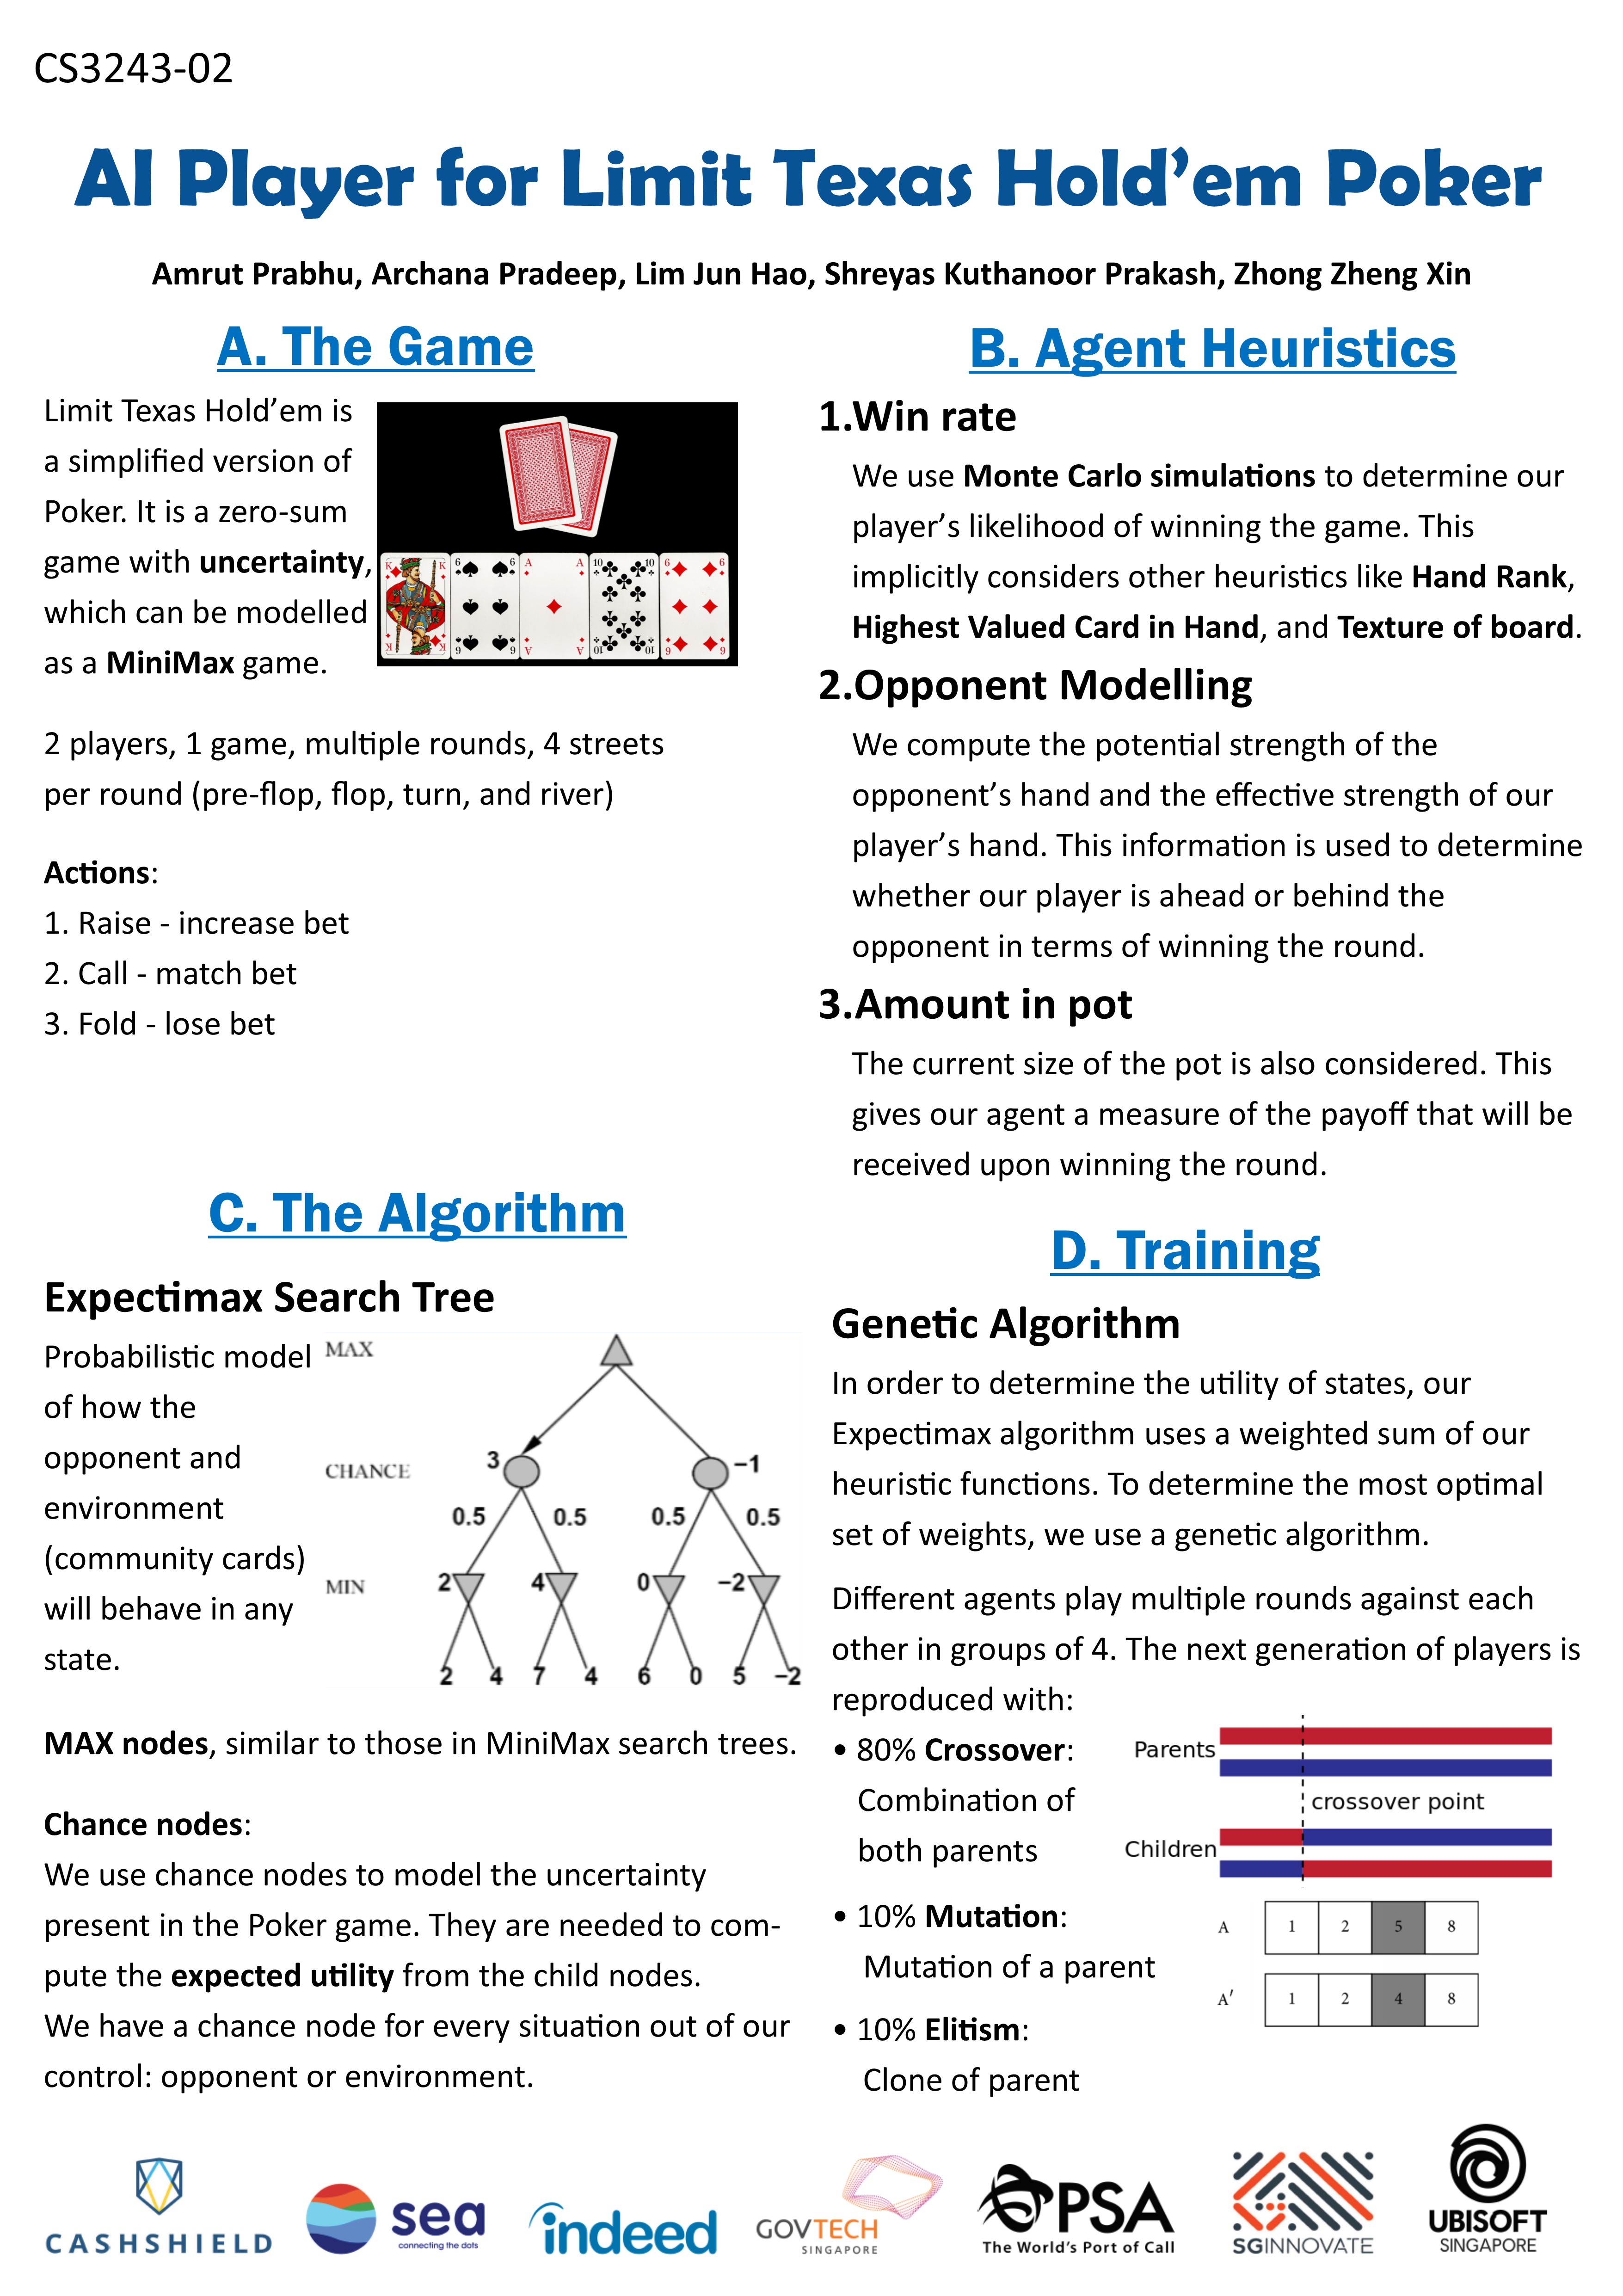 CS3243-02
AI Player for Limit Texas Hold’em Poker
Amrut Prabhu, Archana Pradeep, Lim Jun Hao, Shreyas Kuthanoor Prakash, Zhong Zheng Xin
A. The Game
Limit Texas Hold’em is
a simplified version of
Poker. It is a zero-sum
game with uncertainty,
which can be modelled
as a MiniMax game.
K K 6 6 A A 10 10 6 6
K K 6 6 A A 10 10 6 6
2 players, 1 game, multiple rounds, 4 streets
per round (pre-flop, flop, turn, and river)
Actions:
1. Raise - increase bet
2. Call - match bet
3. Fold - lose bet
B. Agent Heuristics
1.Win rate
We use Monte Carlo simulations to determine our
player’s likelihood of winning the game. This
implicitly considers other heuristics like Hand Rank,
Highest Valued Card in Hand, and Texture of board.
2.Opponent Modelling
We compute the potential strength of the
opponent’s hand and the effective strength of our
player’s hand. This information is used to determine
whether our player is ahead or behind the
opponent in terms of winning the round.
3.Amount in pot
The current size of the pot is also considered. This
gives our agent a measure of the payoff that will be
received upon winning the round.
C. The Algorithm
Expectimax Search Tree
Probabilistic model
of how the
opponent and
environment
(community cards)
will behave in any
state.
MAX
CHANCE 3 −1
0.5 0.5 0.5 0.5
MIN 2 4 0 −2
2 4 7 4 6 0 5 −2
MAX nodes, similar to those in MiniMax search trees.
Chance nodes:
We use chance nodes to model the uncertainty
present in the Poker game. They are needed to com-
pute the expected utility from the child nodes.
We have a chance node for every situation out of our
control: opponent or environment.
D. Training
Genetic Algorithm
In order to determine the utility of states, our
Expectimax algorithm uses a weighted sum of our
heuristic functions. To determine the most optimal
set of weights, we use a genetic algorithm.
Different agents play multiple rounds against each
other in groups of 4. The next generation of players is
reproduced with:
• 80% Crossover:
Combination of
both parents
Parents
crossover point
Children
• 10% Mutation:
Mutation of a parent
A 1 2 5 8
A′ 1 2 4 8
• 10% Elitism:
Clone of parent
CASHSHIELD
sea
connecting the dots
indeed
GOVTECH
SINGAPORE
PSA
The World's Port of Call
SGINNOVATE
UBISOFT
SINGAPORE